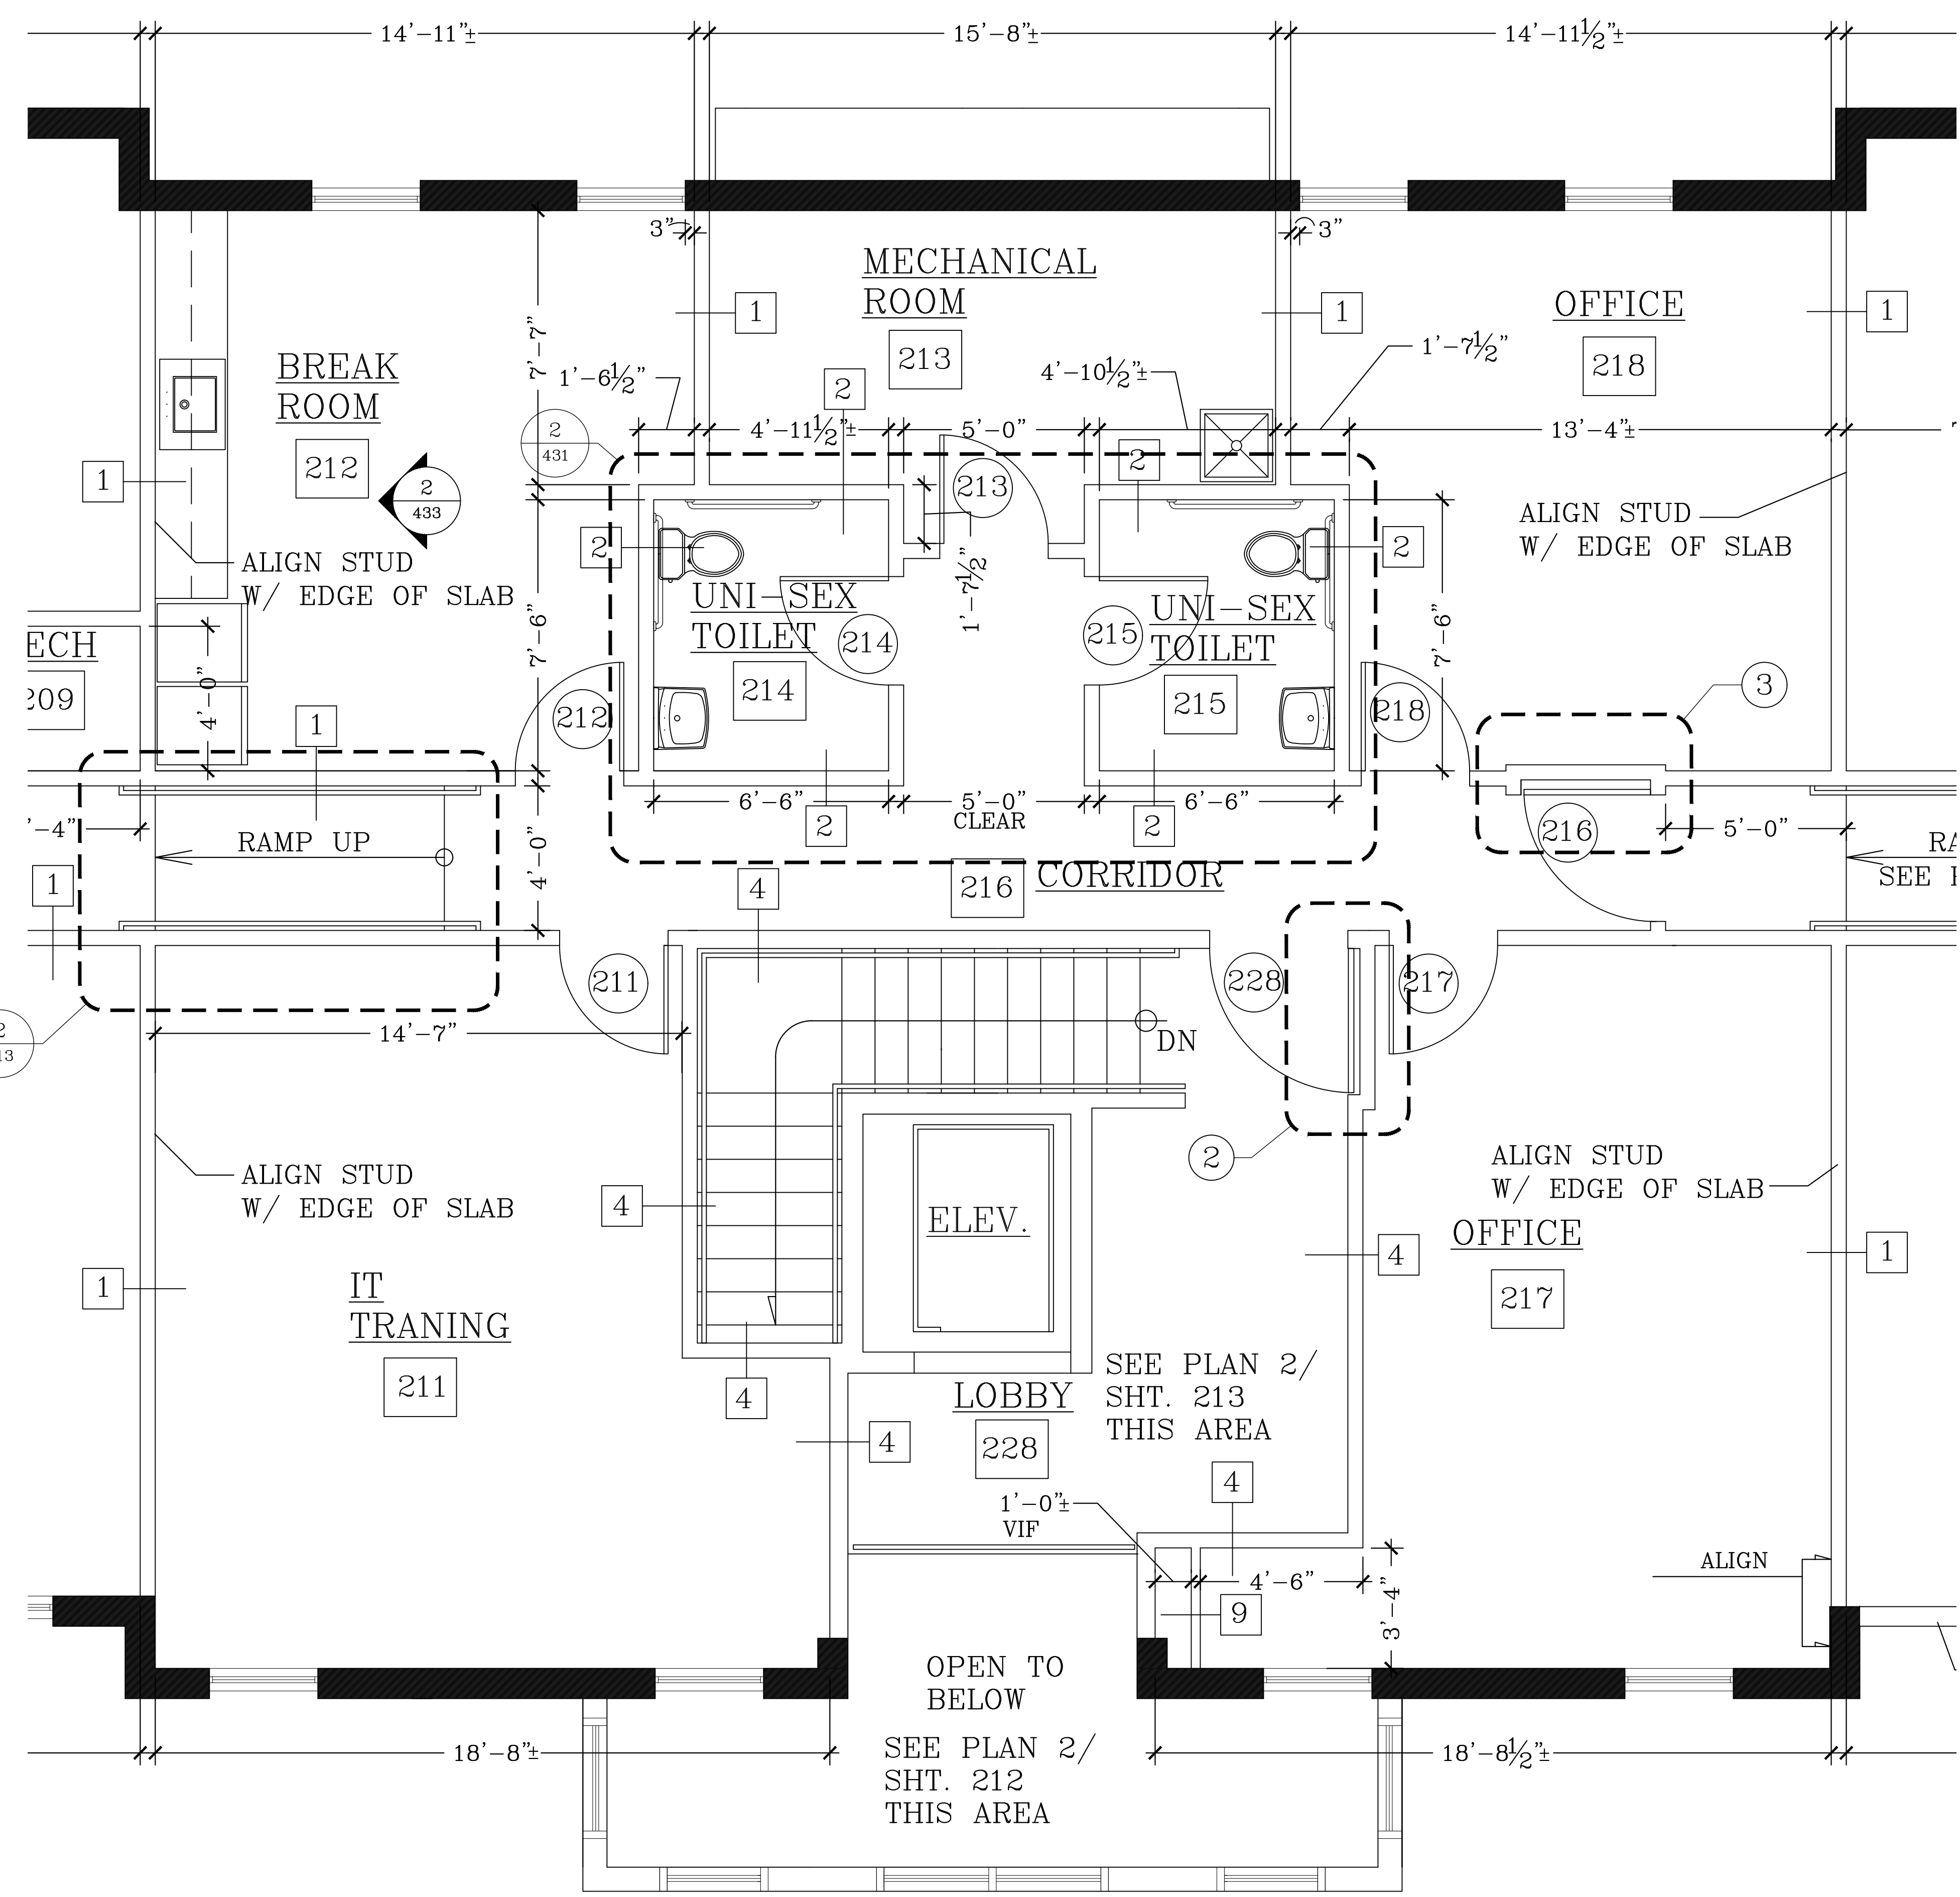 14'-11"±
15'-8"±
14'-11½"±
3"
3"
MECHANICAL
ROOM
213
1
1
OFFICE
218
1
7'-7"
BREAK
ROOM
212
1'-6½"
2
4'-10½"±
1'-7½"
2
431
4'-11½"±
5'-0"
13'-4"±
1
2
433
2
213
ALIGN STUD
W/ EDGE OF SLAB
ALIGN STUD
W/ EDGE OF SLAB
2
2
1'-7½"
7'-6"
7'-6"
UNI-SEX
TOILET
214
214
215
UNI-SEX
TOILET
215
ECH
209
4'-0"
1
212
218
3
6'-6"
5'-0"
CLEAR
6'-6"
2
2
'-4"
RAMP UP
4'-0"
216
5'-0"
RA
SEE
1
4
216
CORRIDOR
211
228
217
2
13
14'-7"
DN
ALIGN STUD
W/ EDGE OF SLAB
4
ELEV.
2
ALIGN STUD
W/ EDGE OF SLAB
OFFICE
217
4
1
1
IT
TRANING
211
4
LOBBY
228
SEE PLAN 2/
SHT. 213
THIS AREA
4
4
1'-0"±
VIF
4'-6"
3'-4"
9
ALIGN
OPEN TO
BELOW
SEE PLAN 2/
SHT. 212
THIS AREA
18'-8"±
18'-8½"±